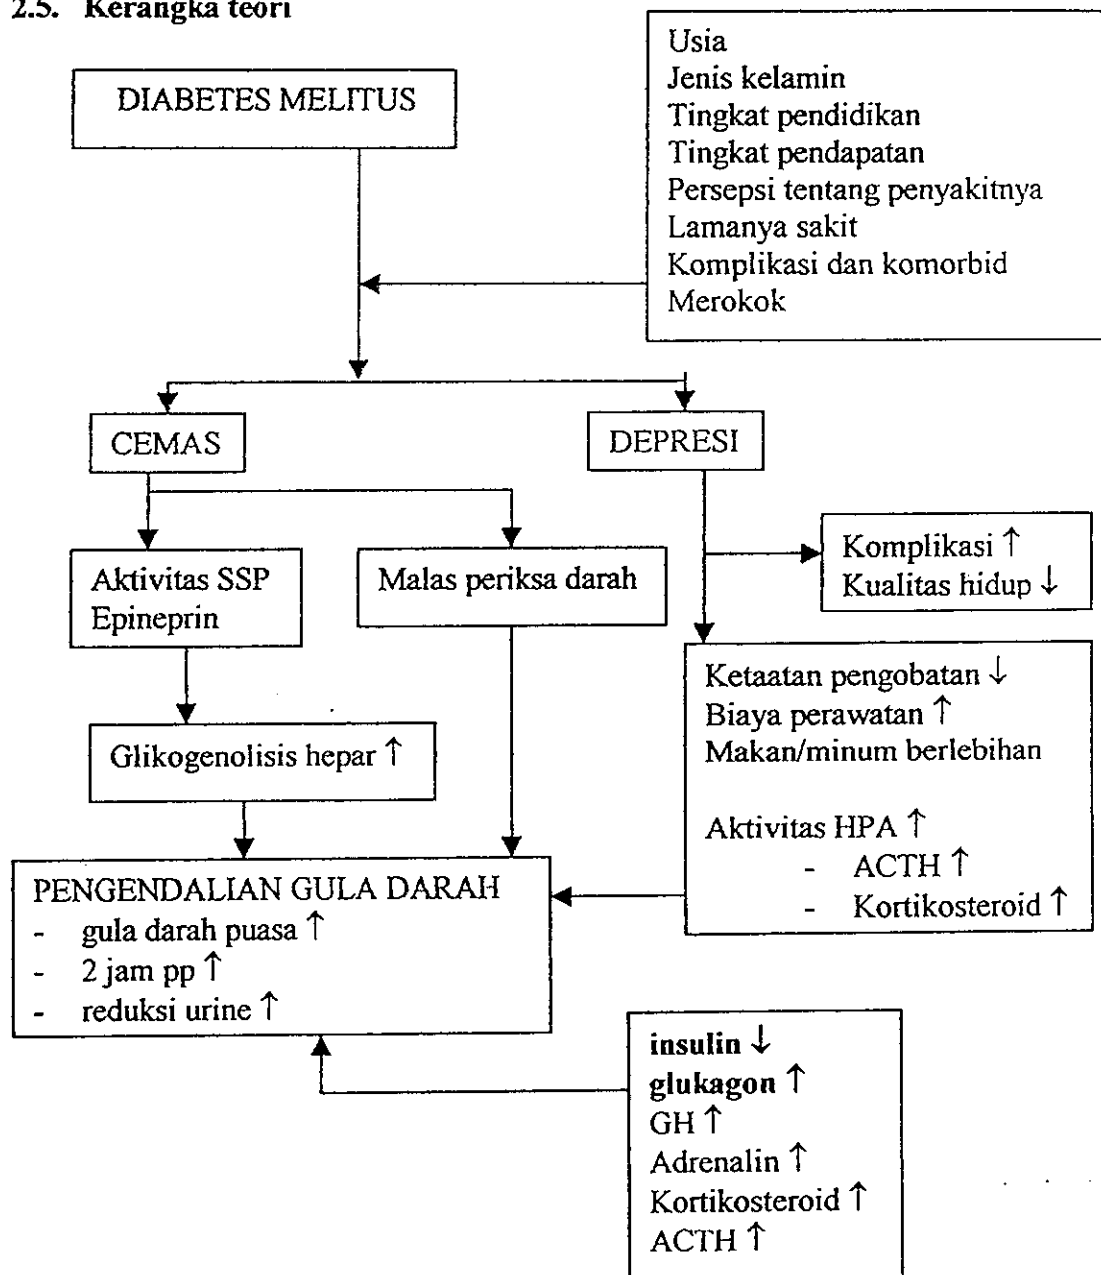 2.5. Kerangka teori
DIABETES MELITUS
Usia
Jenis kelamin
Tingkat pendidikan
Tingkat pendapatan
Persepsi tentang penyakitnya
Lamanya sakit
Komplikasi dan komorbid
Merokok
CEMAS
DEPRESI
Aktivitas SSP
Epineprin
Malas periksa darah
Komplikasi ↑
Kualitas hidup ↓
Glikogenolisis hepar ↑
Ketaatan pengobatan ↓
Biaya perawatan ↑
Makan/minum berlebihan
Aktivitas HPA ↑
- ACTH ↑
- Kortikosteroid ↑
PENGENDALIAN GULA DARAH
- gula darah puasa ↑
- 2 jam pp ↑
- reduksi urine ↑
insulin ↓
glukagon ↑
GH ↑
Adrenalin ↑
Kortikosteroid ↑
ACTH ↑